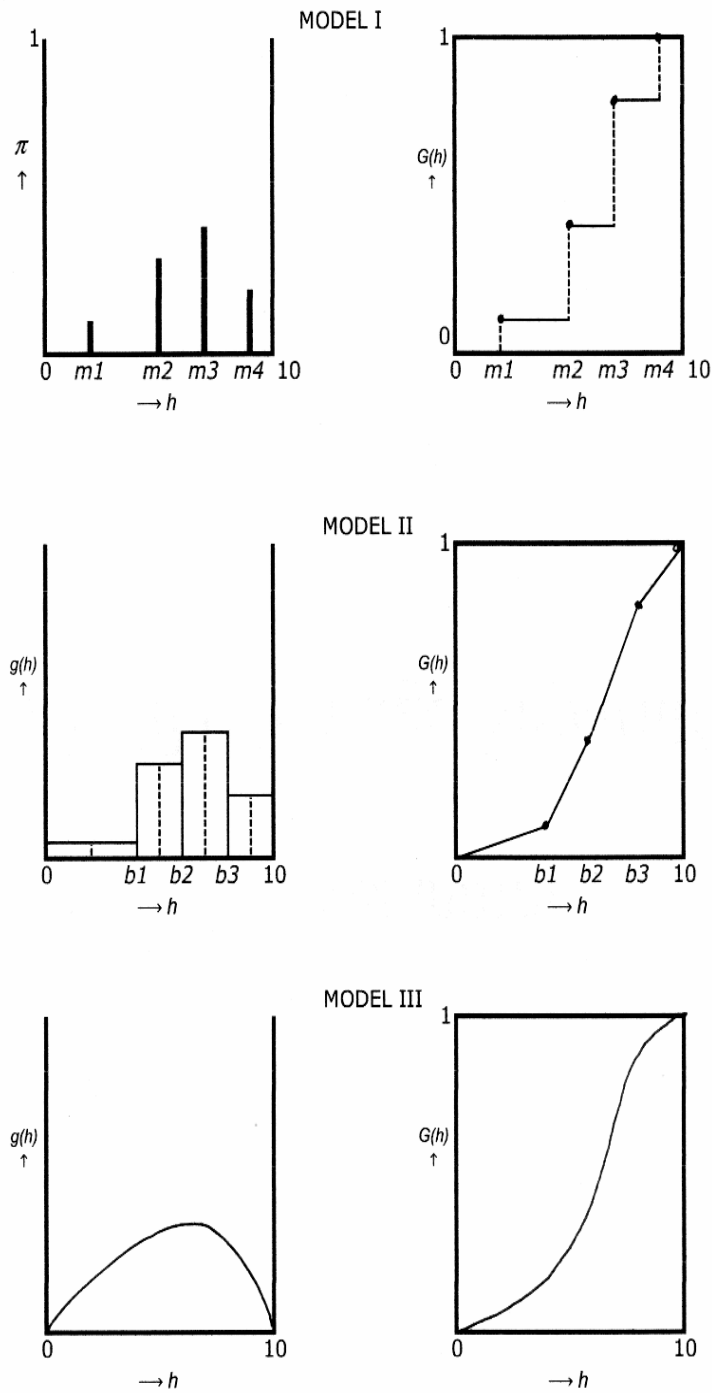 MODEL I
1
π
↑
0 m1 m2 m3 m4 10
→ h
1
G(h)
↑
0
0 m1 m2 m3 m4 10
→ h
MODEL II
g(h)
↑
0 b1 b2 b3 10
→ h
1
G(h)
↑
0 b1 b2 b3 10
→ h
MODEL III
g(h)
↑
0 10
→ h
1
G(h)
↑
0 10
→ h